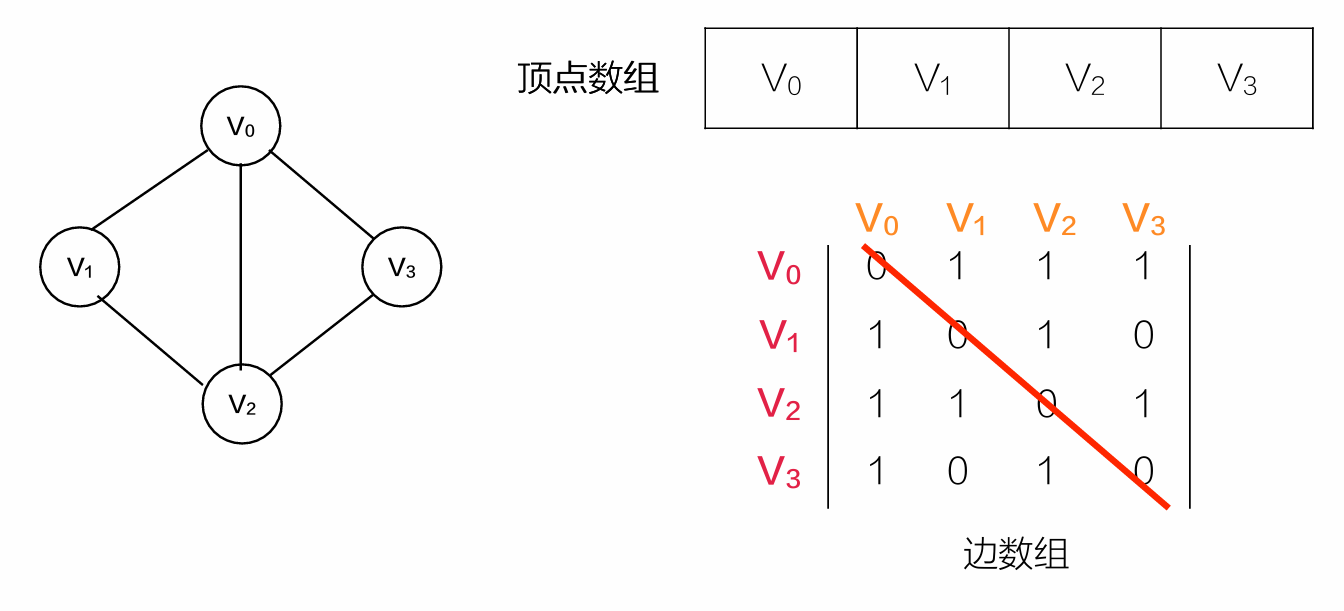 V₀
V₁
V₃
V₂
顶点数组 V₀ V₁ V₂ V₃
V₀ V₁ V₂ V₃
V₀ 0 1 1 1
V₁ 1 0 1 0
V₂ 1 1 0 1
V₃ 1 0 1 0
边数组